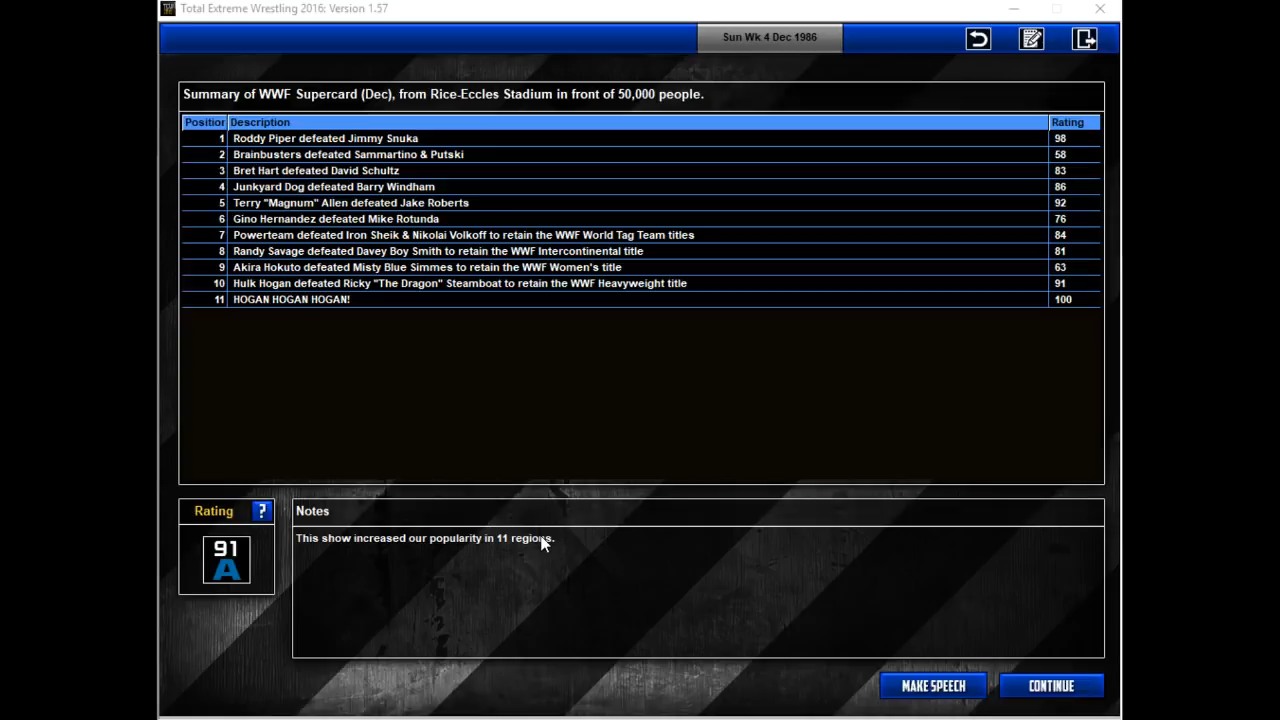 Total Extreme Wrestling 2016; Version 1.57
Sun Wk 4 Dec 1986
Summary of WWF Supercard (Dec), from Rice-Eccles Stadium in front of 50,000 people.
Position Description Rating
1 Roddy Piper defeated Jimmy Snuka 98
2 Brainbusters defeated Sammartino & Putski 58
3 Bret Hart defeated David Schultz 83
4 Junkyard Dog defeated Barry Windham 86
5 Terry "Magnum" Allen defeated Jake Roberts 92
6 Gino Hernandez defeated Mike Rotunda 76
7 Powerteam defeated Iron Sheik & Nikolai Volkoff to retain the WWF World Tag Team titles 84
8 Randy Savage defeated Davey Boy Smith to retain the WWF Intercontinental title 81
9 Akira Hokuto defeated Misty Blue Simmes to retain the WWF Women's title 63
10 Hulk Hogan defeated Ricky "The Dragon" Steamboat to retain the WWF Heavyweight title 91
11 HOGAN HOGAN HOGAN! 100
Rating ? Notes
This show increased our popularity in 11 regions.
91
A
MAKE SPEECH CONTINUE